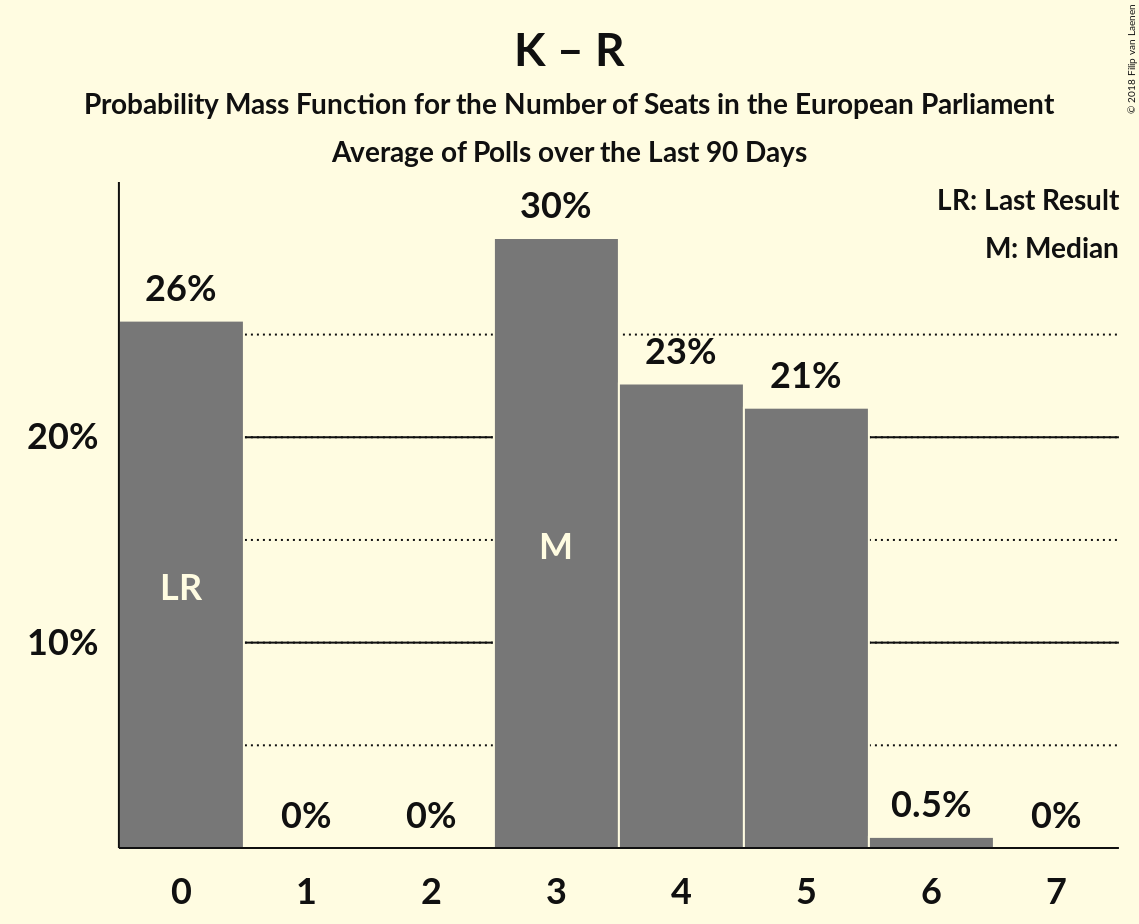 K – R
Probability Mass Function for the Number of Seats in the European Parliament
Average of Polls over the Last 90 Days
© 2018 Filip van Laenen
LR: Last Result
M: Median
30%
26%
23%
21%
20%
10%
LR
M
0%
0%
0.5%
0%
0
1
2
3
4
5
6
7